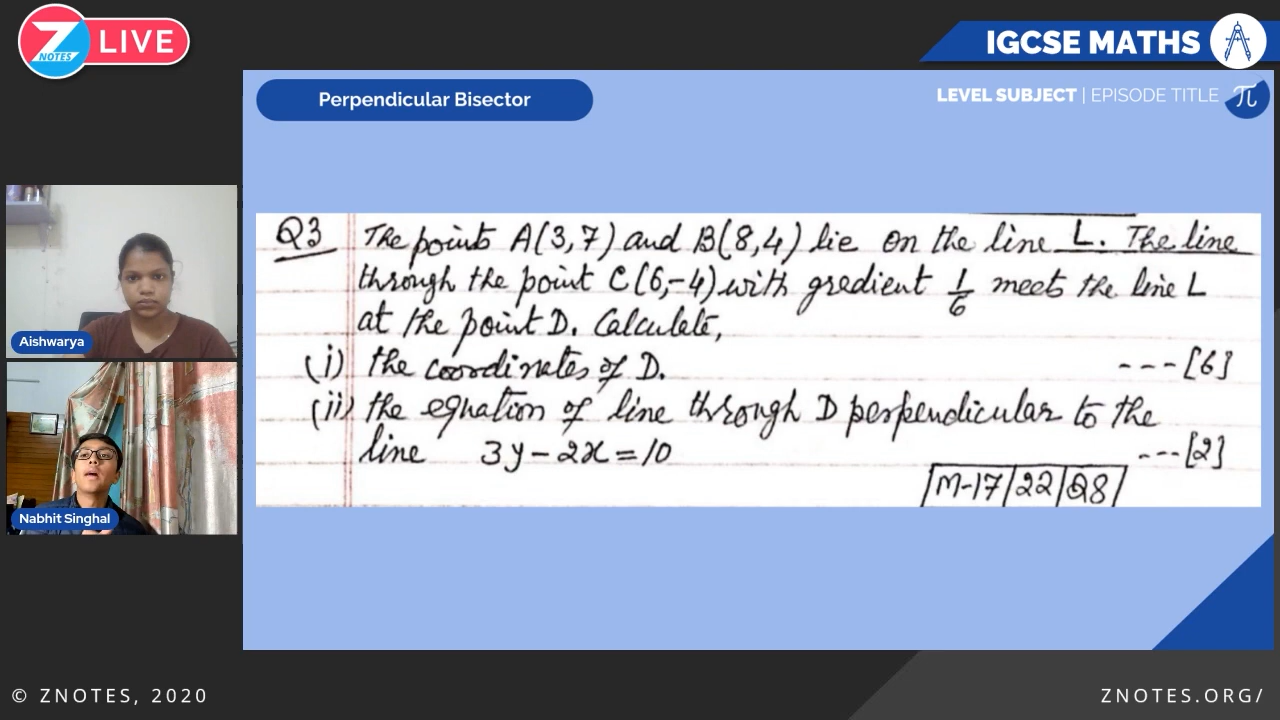 Z NOTES LIVE
IGCSE MATHS
Perpendicular Bisector
LEVEL SUBJECT | EPISODE TITLE π
Q3 The points A(3,7) and B(8,4) lie on the line L. The line
through the point C(6,-4) with gredient 1/6 meets the line L
at the point D. Calculate,
(i) the coordinates of D. ---[6]
(ii) the equation of line through D perpendicular to the
line 3y-2x=10 ---[2]
M-17/22/Q8
Aishwarya
Nabhit Singhal
© ZNOTES, 2020
ZNOTES.ORG/